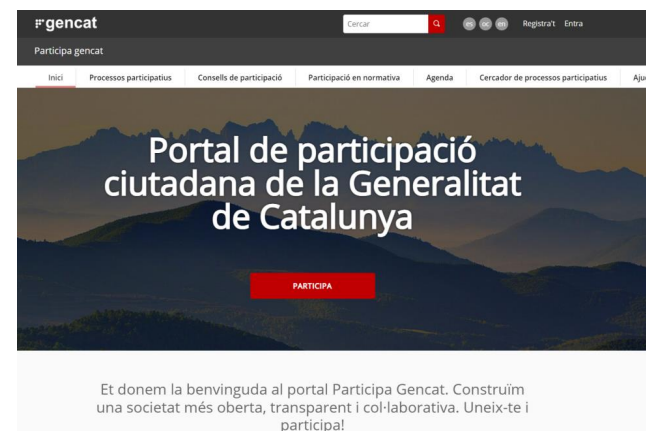 gencat
Cercar
es oc en
Registra't Entra
Participa gencat
Inici Processos participatius Consells de participació Participació en normativa Agenda Cercador de processos participatius Aju
Portal de participació
ciutadana de la Generalitat
de Catalunya
PARTICIPA
Et donem la benvinguda al portal Participa Gencat. Construïm
una societat més oberta, transparent i col·laborativa. Uneix-te i
participa!